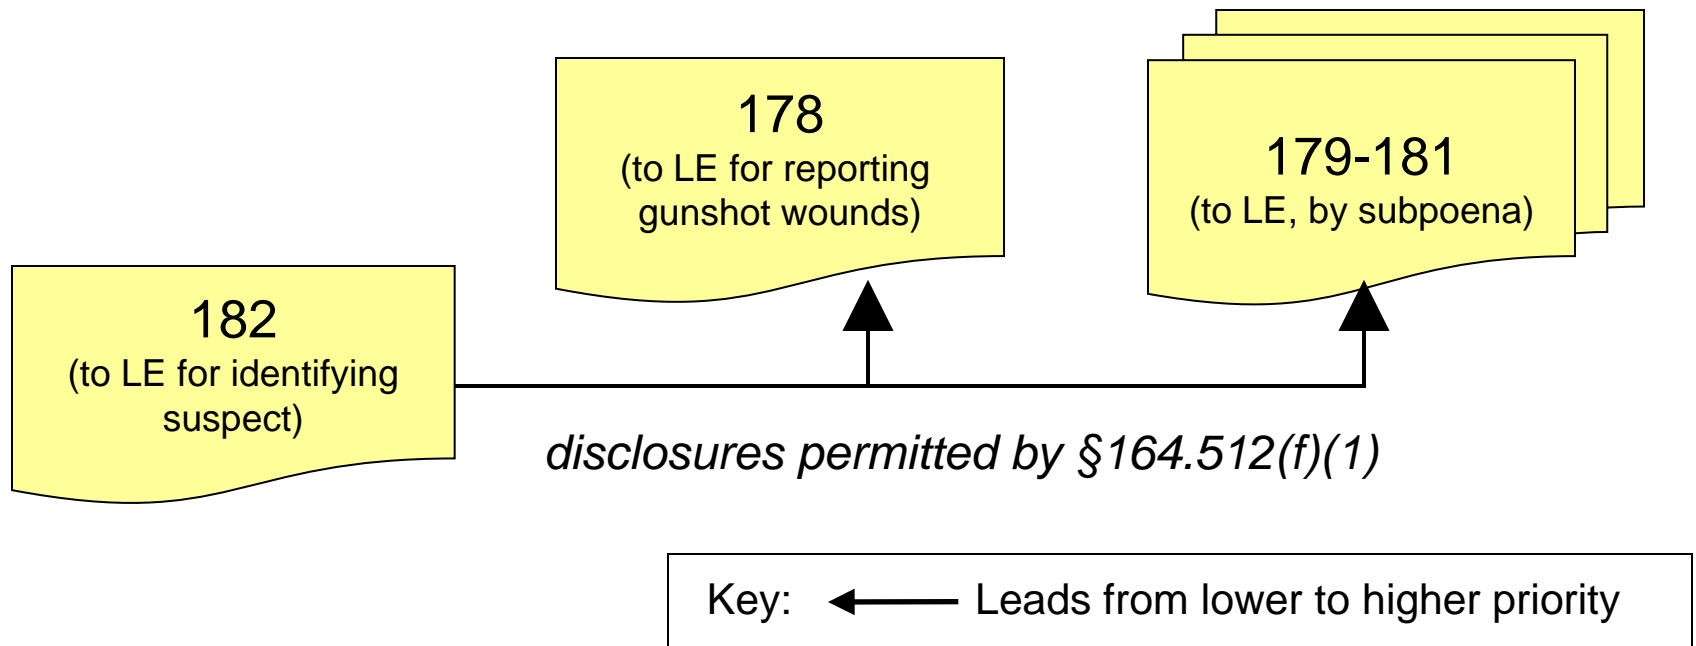 182
(to LE for identifying
suspect)
178
(to LE for reporting
gunshot wounds)
179-181
(to LE, by subpoena)
disclosures permitted by §164.512(f)(1)
Key: Leads from lower to higher priority